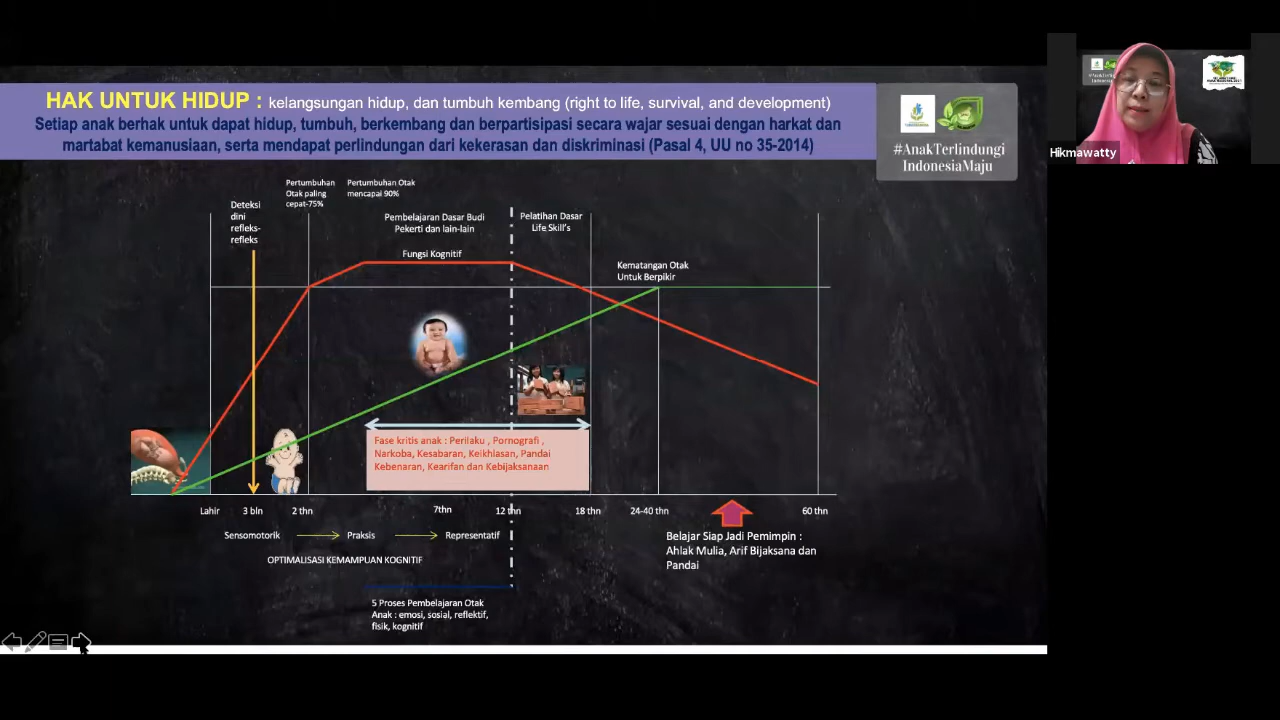 HAK UNTUK HIDUP : kelangsungan hidup, dan tumbuh kembang (right to life, survival, and development)
Setiap anak berhak untuk dapat hidup, tumbuh, berkembang dan berpartisipasi secara wajar sesuai dengan harkat dan
martabat kemanusiaan, serta mendapat perlindungan dari kekerasan dan diskriminasi (Pasal 4, UU no 35-2014)
#AnakTerlindungi
IndonesiaMaju
Hikmawatty
Pertumbuhan
Otak paling
cepat-75%
Pertumbuhan Otak
mencapai 90%
Deteksi
dini
refleks-
refleks
Pembelajaran Dasar Budi
Pekerti dan lain-lain
Pelatihan Dasar
Life Skill's
Fungsi Kognitif
Kematangan Otak
Untuk Berpikir
Fase kritis anak : Perilaku , Pornografi ,
Narkoba, Kesabaran, Keikhlasan, Pandai
Kebenaran, Kearifan dan Kebijaksanaan
Lahir
3 bln
2 thn
7thn
12 thn
18 thn
24-40 thn
60 thn
Sensomotorik
Praksis
Representatif
OPTIMALISASI KEMAMPUAN KOGNITIF
Belajar Siap Jadi Pemimpin :
Ahlak Mulia, Arif Bijaksana dan
Pandai
5 Proses Pembelajaran Otak
Anak : emosi, sosial, reflektif,
fisik, kognitif